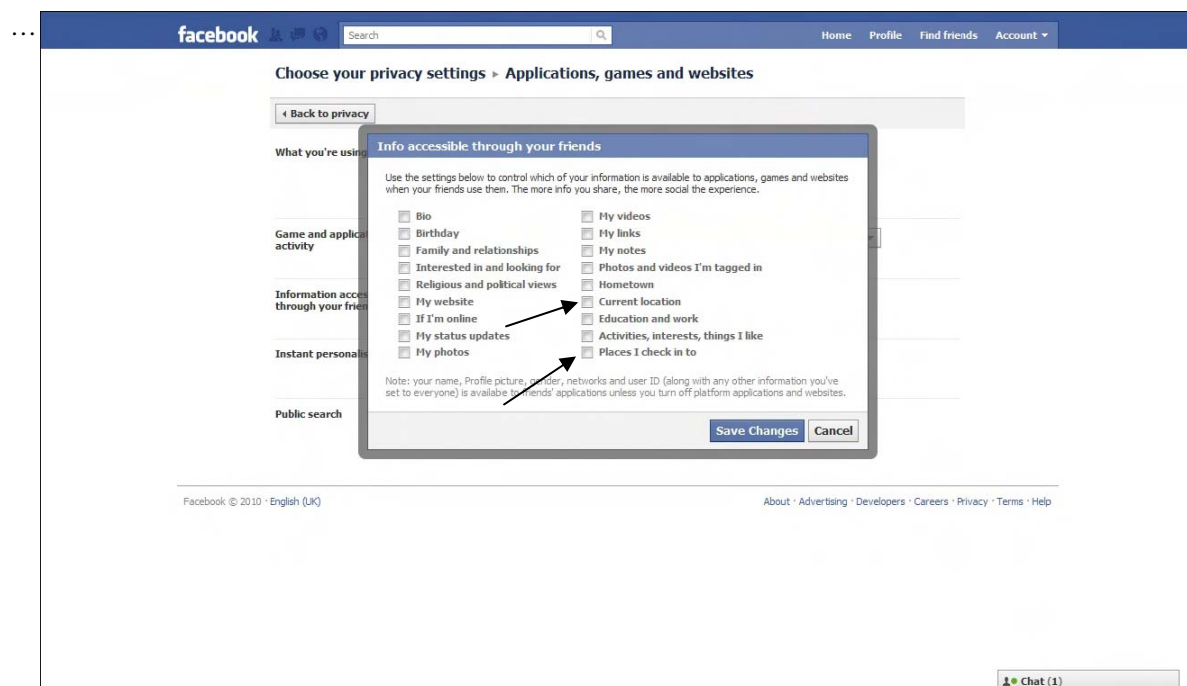 ...
facebook Search Home Profile Find friends Account
Choose your privacy settings ▸ Applications, games and websites
Back to privacy
What you're using
Game and applica
activity
Information acces
through your frien
Instant personalis
Public search
Info accessible through your friends
Use the settings below to control which of your information is available to applications, games and websites
when your friends use them. The more info you share, the more social the experience.
Bio
Birthday
Family and relationships
Interested in and looking for
Religious and political views
My website
If I'm online
My status updates
My photos
My videos
My links
My notes
Photos and videos I'm tagged in
Hometown
Current location
Education and work
Activities, interests, things I like
Places I check in to
Note: your name, Profile picture, gender, networks and user ID (along with any other information you've
set to everyone) is availabe to friends' applications unless you turn off platform applications and websites.
Save Changes Cancel
Facebook © 2010 · English (UK) About · Advertising · Developers · Careers · Privacy · Terms · Help
Chat (1)